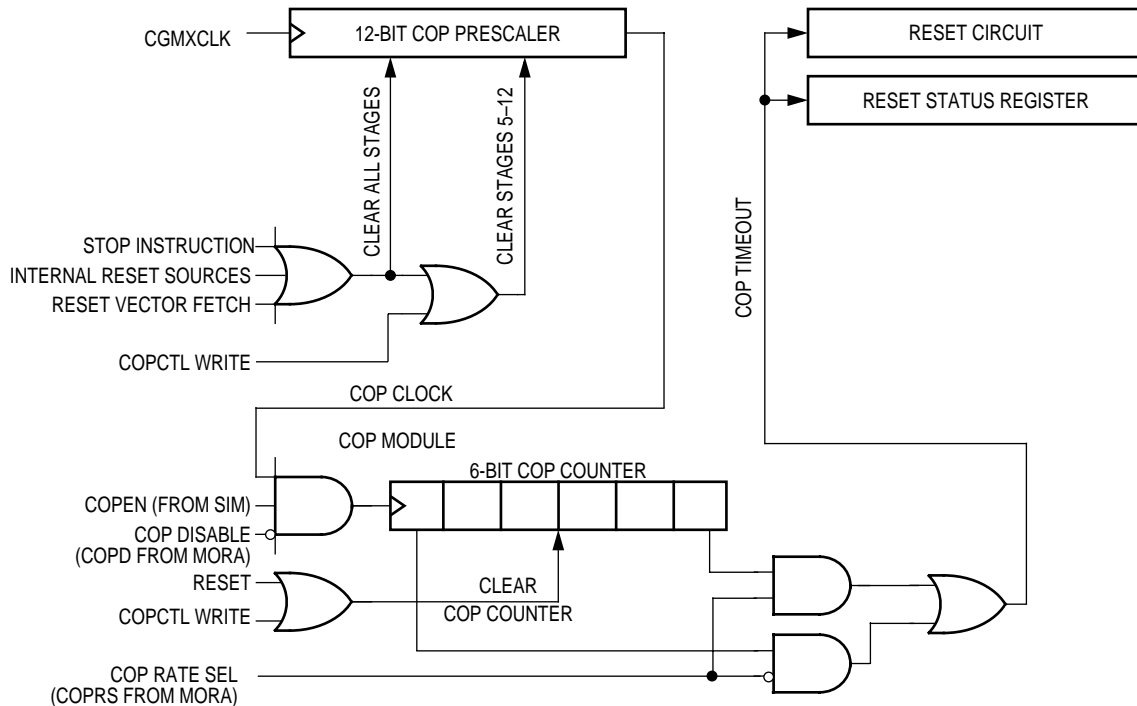 CGMXCLK
12-BIT COP PRESCALER
RESET CIRCUIT
RESET STATUS REGISTER
CLEAR ALL STAGES
CLEAR STAGES 5–12
COP TIMEOUT
STOP INSTRUCTION
INTERNAL RESET SOURCES
RESET VECTOR FETCH
COPCTL WRITE
COP CLOCK
COP MODULE
6-BIT COP COUNTER
COPEN (FROM SIM)
COP DISABLE
(COPD FROM MORA)
RESET
COPCTL WRITE
CLEAR
COP COUNTER
COP RATE SEL
(COPRS FROM MORA)